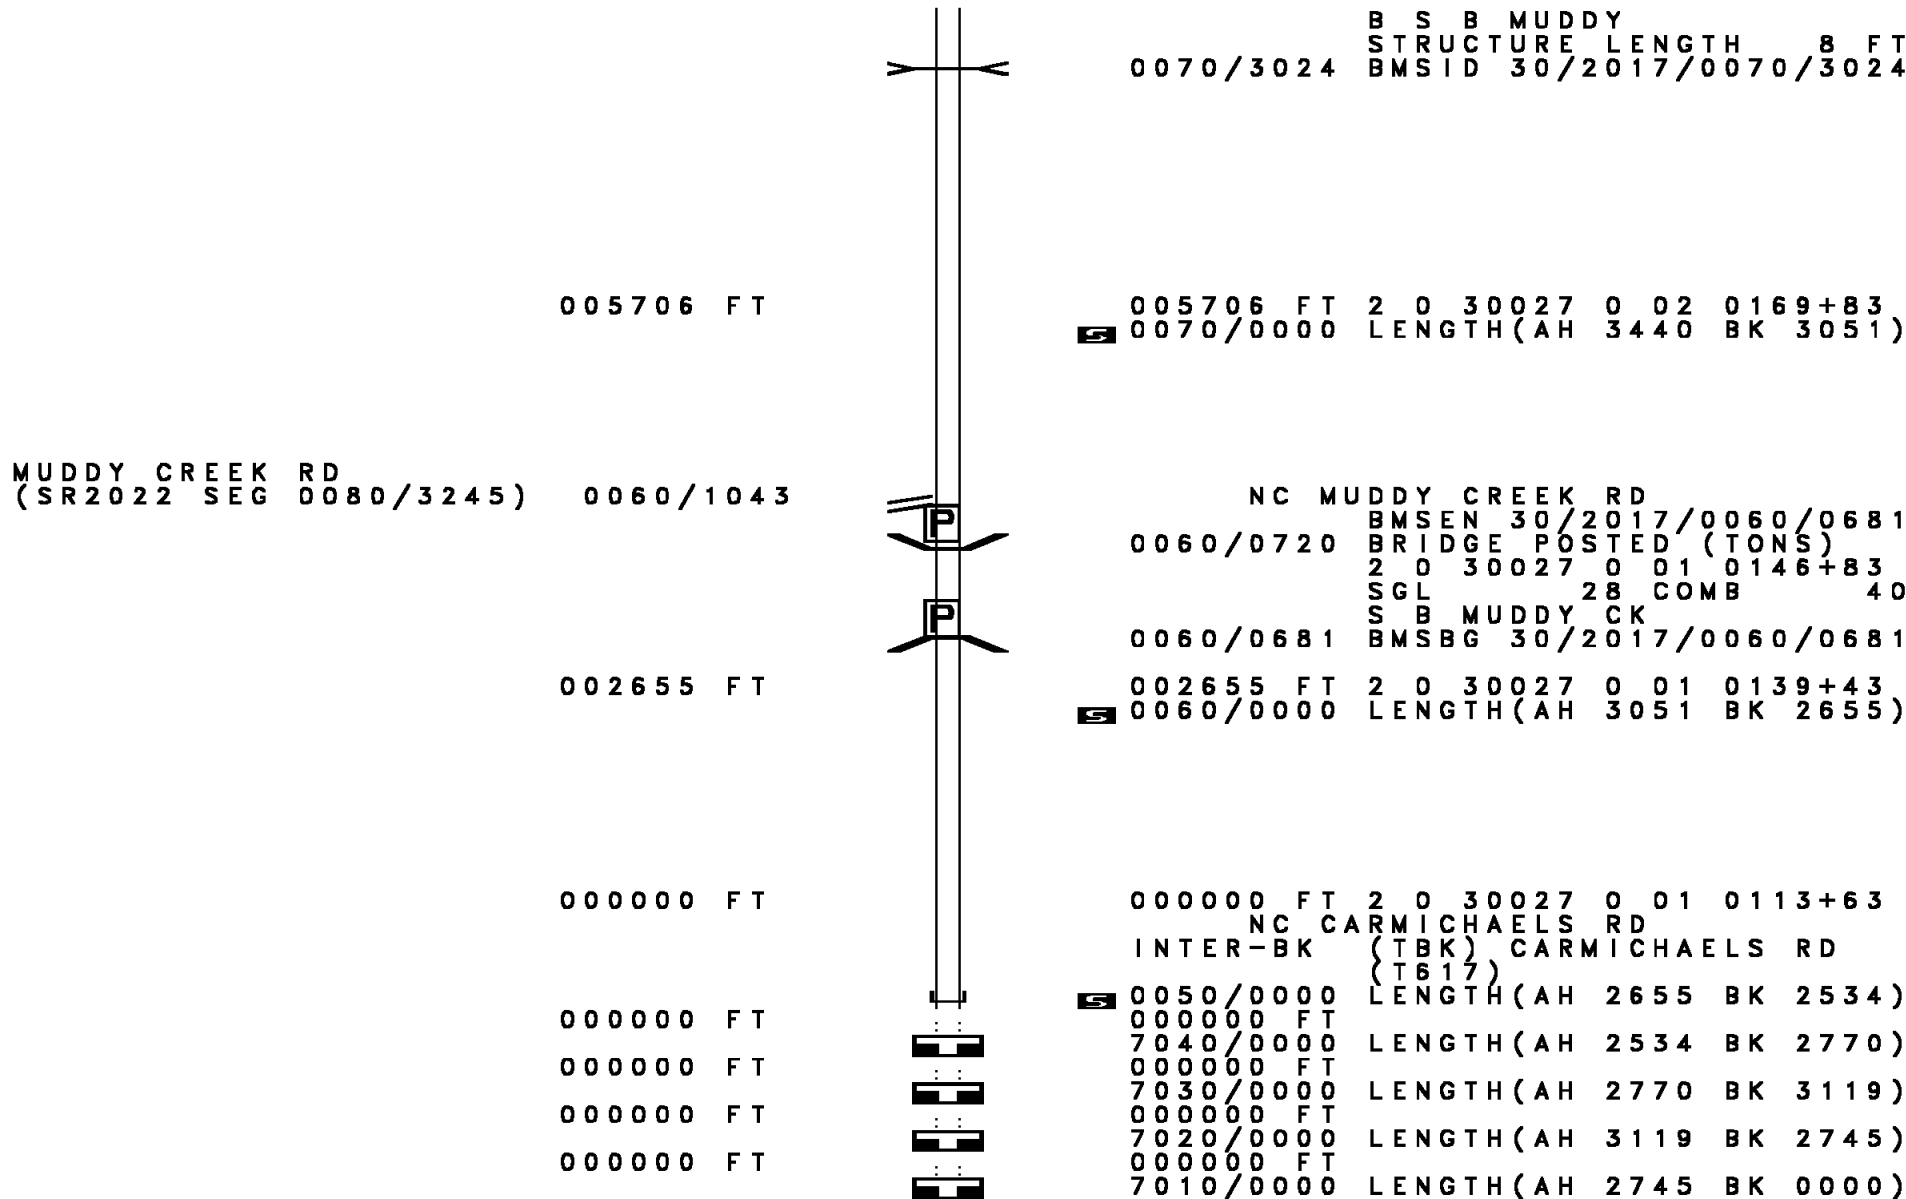 B S B MUDDY
STRUCTURE LENGTH 8 FT
0070/3024 BMSID 30/2017/0070/3024
005706 FT 005706 FT 2 0 30027 0 02 0169+83
S 0070/0000 LENGTH(AH 3440 BK 3051)
MUDDY CREEK RD
(SR2022 SEG 0080/3245) 0060/1043 NC MUDDY CREEK RD
P BMSEN 30/2017/0060/0681
0060/0720 BRIDGE POSTED (TONS)
2 0 30027 0 01 0146+83
SGL 28 COMB 40
P S B MUDDY CK
0060/0681 BMSBG 30/2017/0060/0681
002655 FT 002655 FT 2 0 30027 0 01 0139+43
S 0060/0000 LENGTH(AH 3051 BK 2655)
000000 FT 000000 FT 2 0 30027 0 01 0113+63
NC CARMICHAELS RD
INTER-BK (TBK) CARMICHAELS RD
(T617)
S 0050/0000 LENGTH(AH 2655 BK 2534)
000000 FT 000000 FT
7040/0000 LENGTH(AH 2534 BK 2770)
000000 FT 000000 FT
7030/0000 LENGTH(AH 2770 BK 3119)
000000 FT 000000 FT
7020/0000 LENGTH(AH 3119 BK 2745)
000000 FT 000000 FT
7010/0000 LENGTH(AH 2745 BK 0000)